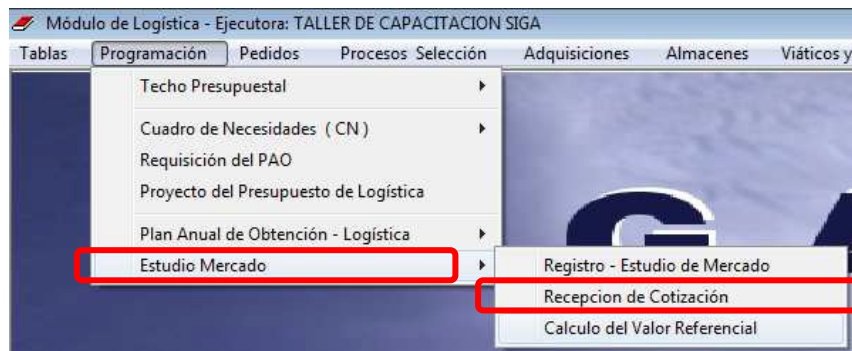 Módulo de Logística - Ejecutora: TALLER DE CAPACITACION SIGA
Tablas Programación Pedidos Procesos Selección Adquisiciones Almacenes Viáticos y
Techo Presupuestal
Cuadro de Necesidades ( CN )
Requisición del PAO
Proyecto del Presupuesto de Logística
Plan Anual de Obtención - Logística
Estudio Mercado
Registro - Estudio de Mercado
Recepcion de Cotización
Calculo del Valor Referencial